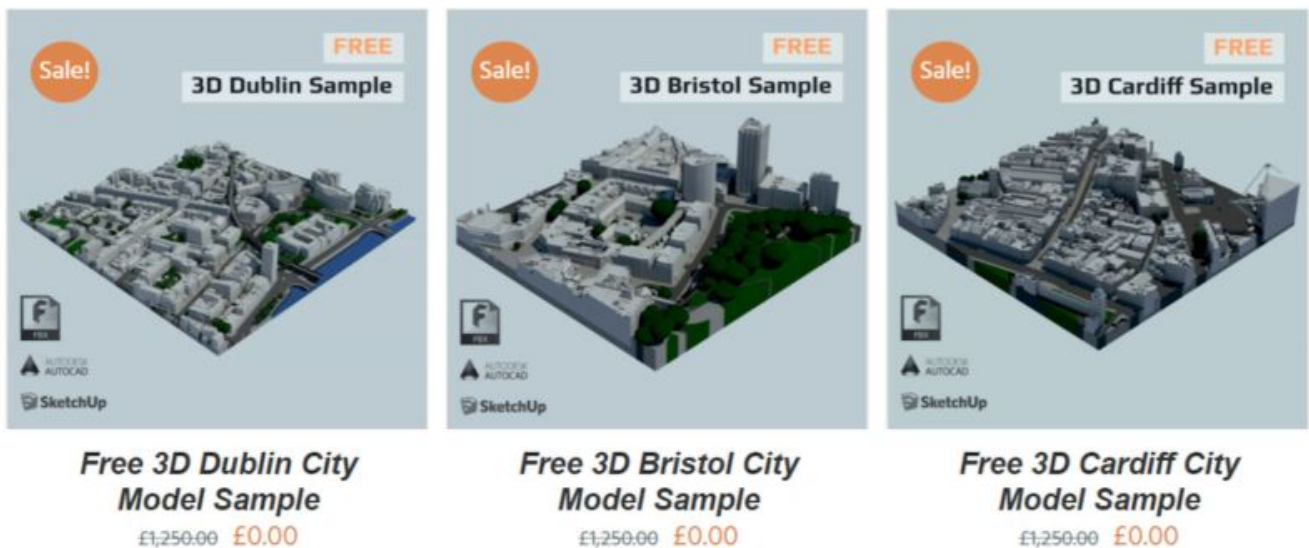 Sale!
FREE
3D Dublin Sample
F
FBX
AUTODESK
AUTOCAD
SketchUp
Free 3D Dublin City
Model Sample
£1,250.00 £0.00
Sale!
FREE
3D Bristol Sample
F
FBX
AUTODESK
AUTOCAD
SketchUp
Free 3D Bristol City
Model Sample
£1,250.00 £0.00
Sale!
FREE
3D Cardiff Sample
F
FBX
AUTODESK
AUTOCAD
SketchUp
Free 3D Cardiff City
Model Sample
£1,250.00 £0.00